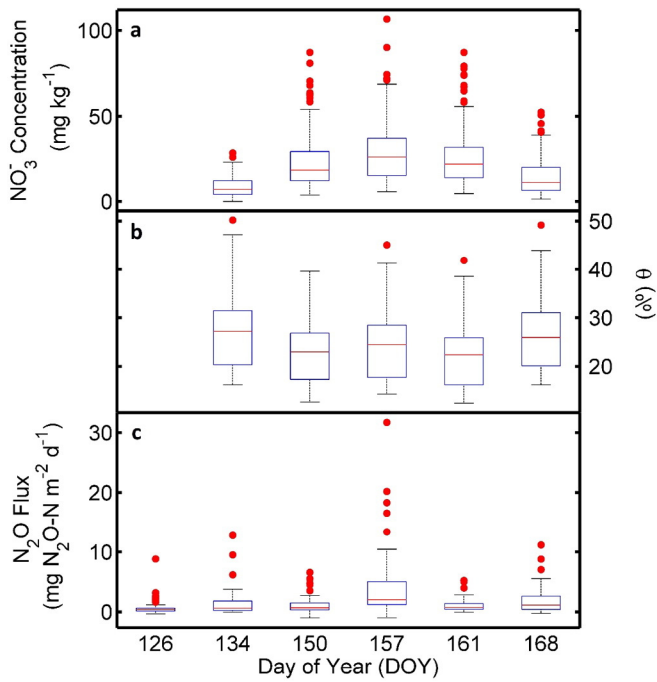 a
100
50
0
NO₃⁻ Concentration
(mg kg⁻¹)
b
50
40
30
20
θ (%)
c
30
20
10
0
N₂O Flux
(mg N₂O-N m⁻² d⁻¹)
126 134 150 157 161 168
Day of Year (DOY)